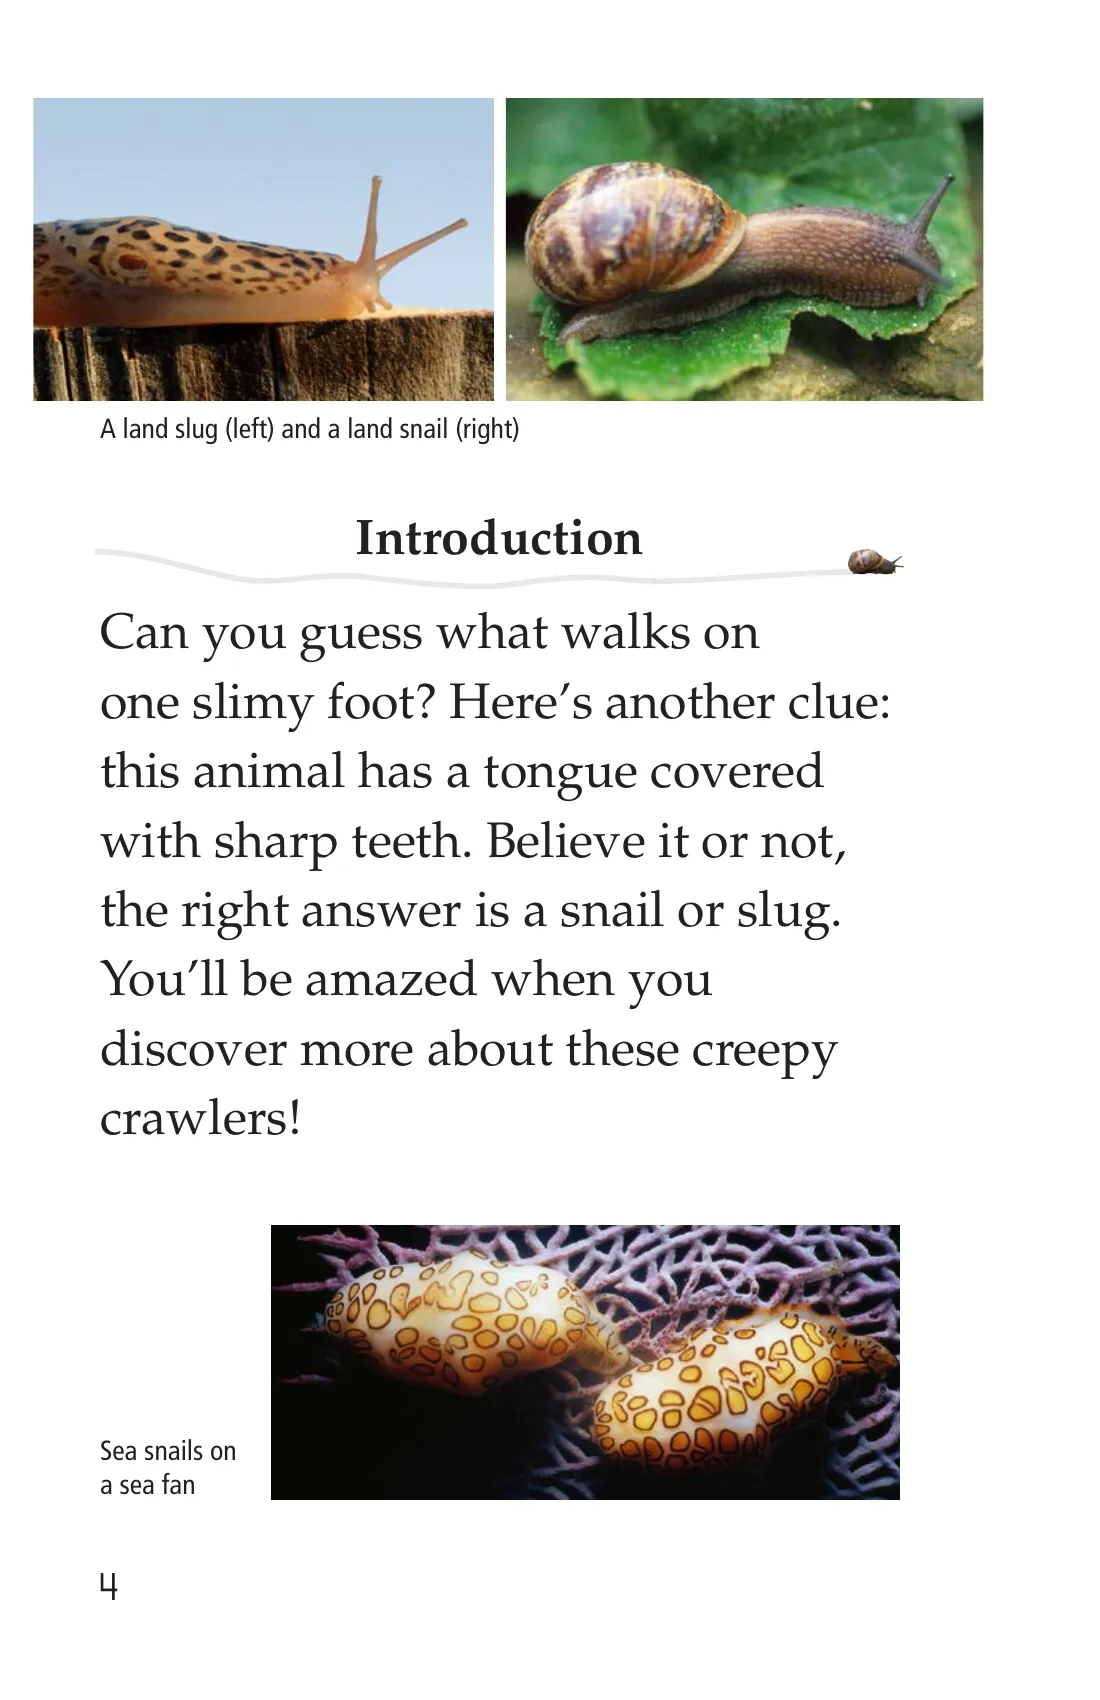 A land slug (left) and a land snail (right)
Introduction
Can you guess what walks on
one slimy foot? Here’s another clue:
this animal has a tongue covered
with sharp teeth. Believe it or not,
the right answer is a snail or slug.
You’ll be amazed when you
discover more about these creepy
crawlers!
Sea snails on
a sea fan
4